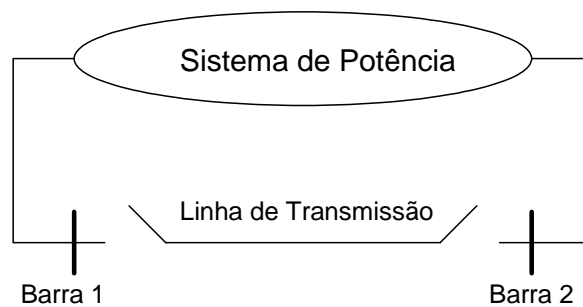 Sistema de Potência
Linha de Transmissão
Barra 1
Barra 2